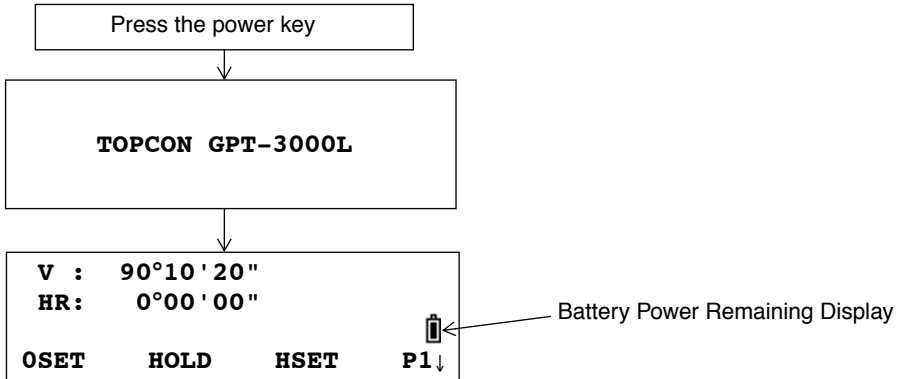 Press the power key
TOPCON GPT-3000L
V : 90°10'20"
HR: 0°00'00"
Battery Power Remaining Display
0SET HOLD HSET P1↓